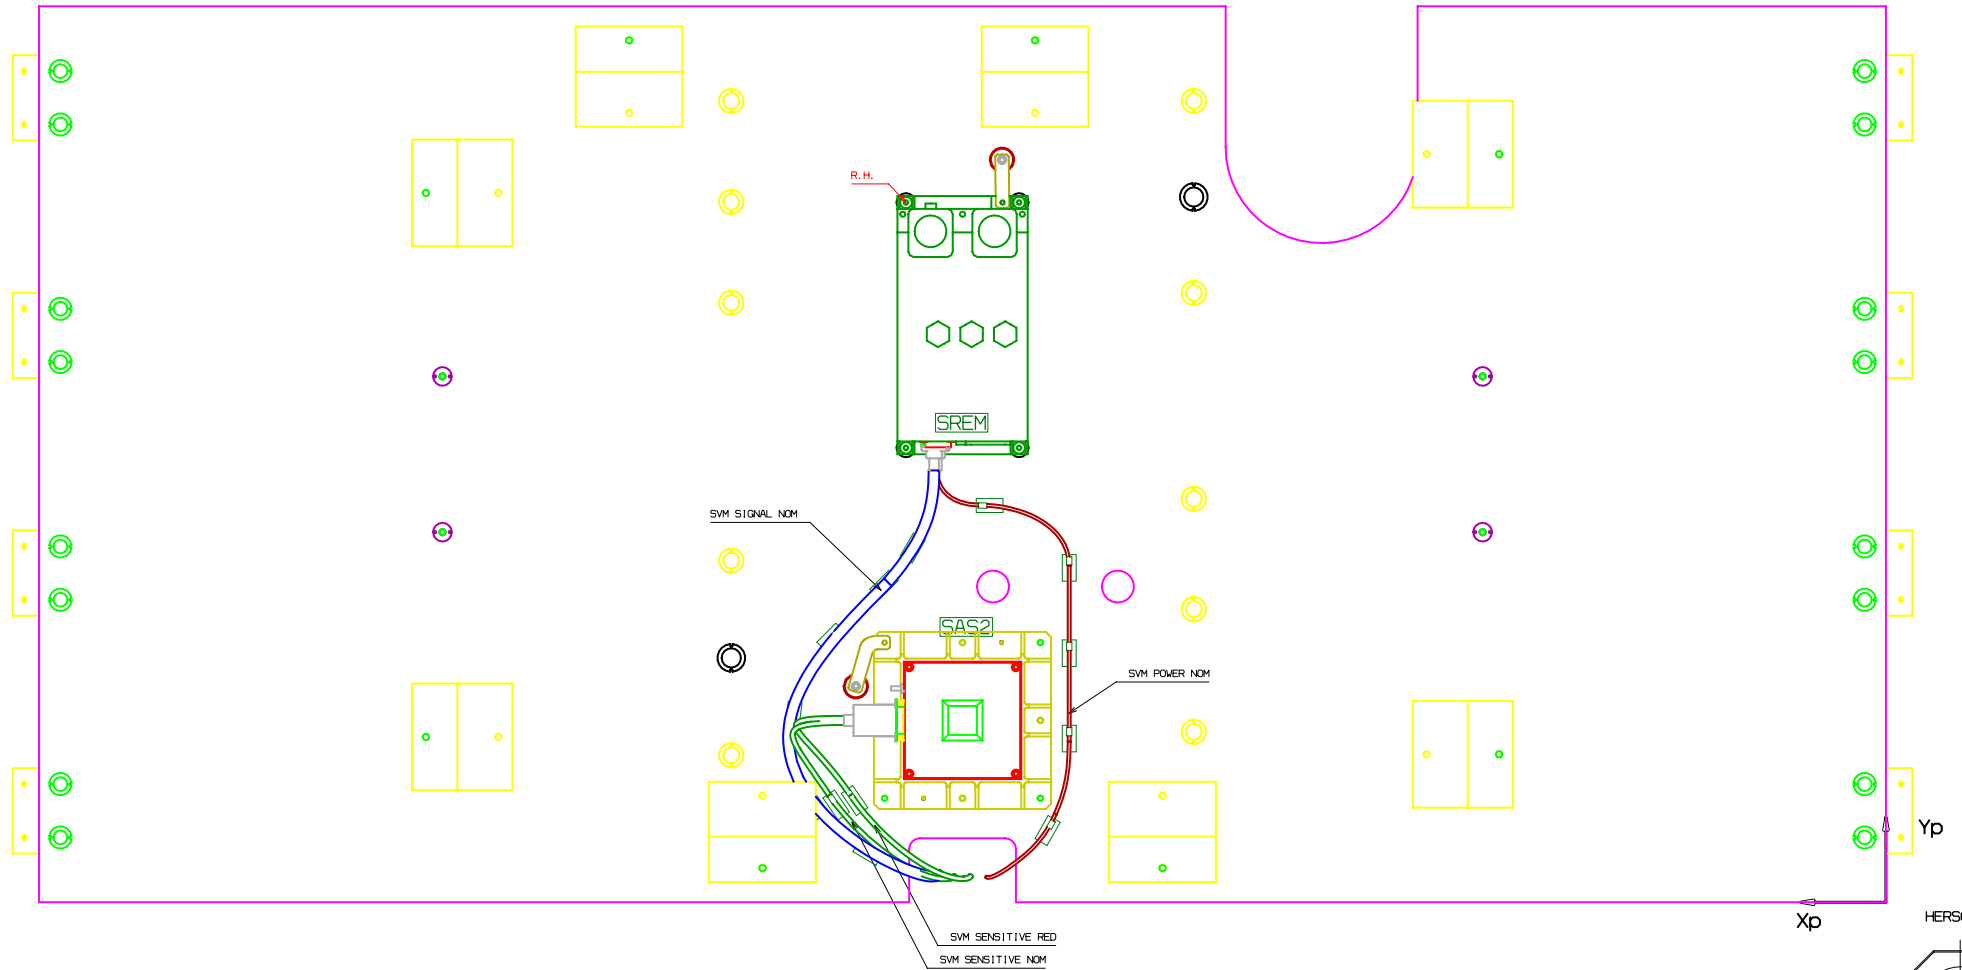 R.H.
SREM
SVM SIGNAL NOM
SAS2
SVM POWER NOM
Yp
Xp
SVM SENSITIVE RED
SVM SENSITIVE NOM